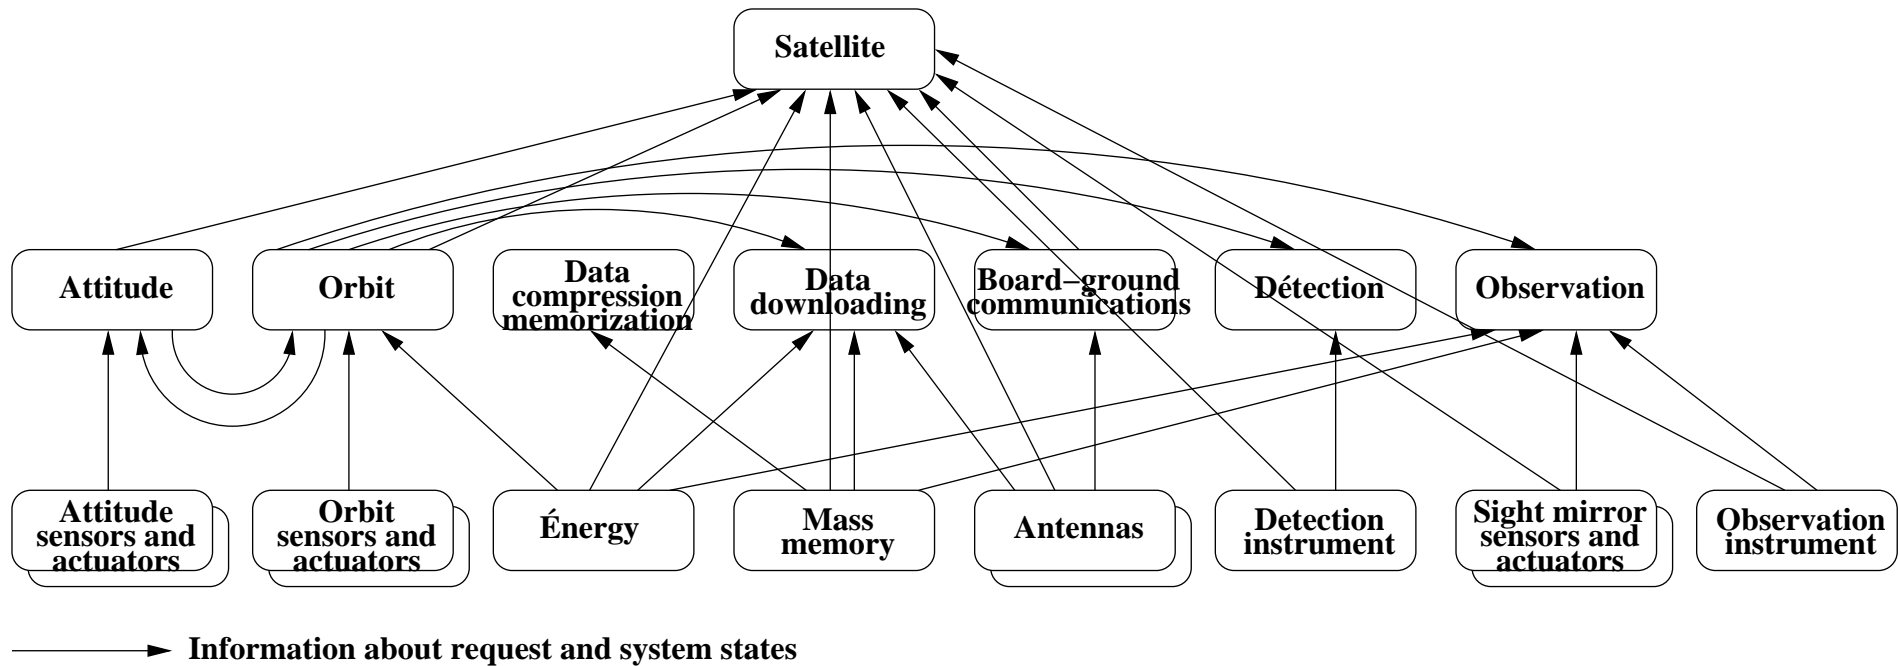 Satellite
Attitude
Orbit
Data
compression
memorization
Data
downloading
Board–ground
communications
Détection
Observation
Attitude
sensors and
actuators
Orbit
sensors and
actuators
Énergy
Mass
memory
Antennas
Detection
instrument
Sight mirror
sensors and
actuators
Observation
instrument
Information about request and system states